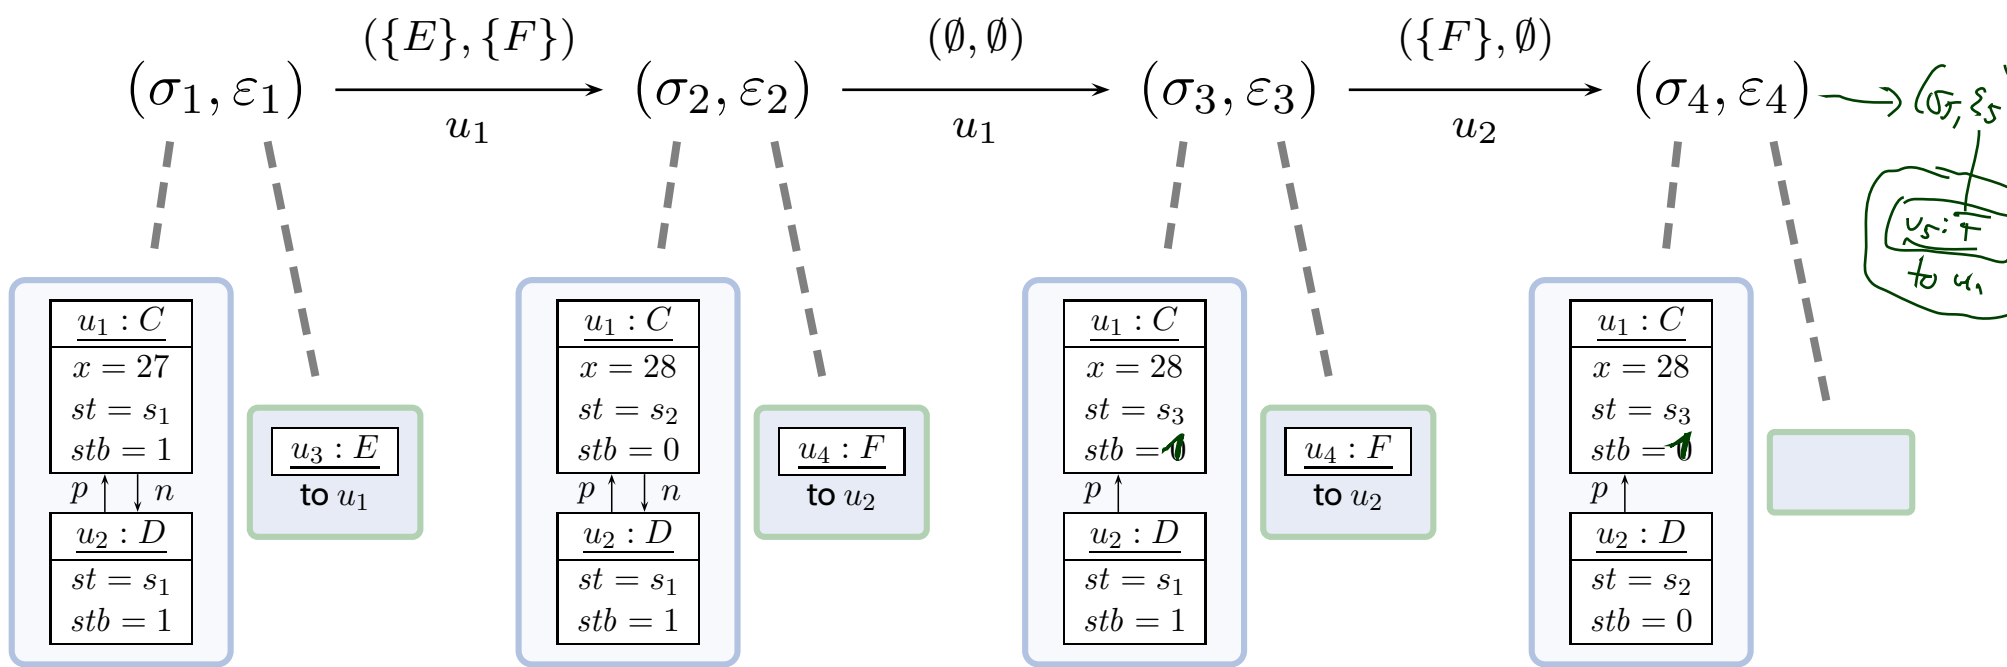 ({E}, {F})
(∅, ∅)
({F}, ∅)
(σ₁, ε₁)
u₁
(σ₂, ε₂)
u₁
(σ₃, ε₃)
u₂
(σ₄, ε₄)
(σ₅, ε₅
u₁ : C
x = 27
st = s₁
stb = 1
p
n
u₂ : D
st = s₁
stb = 1
u₃ : E
to u₁
u₁ : C
x = 28
st = s₂
stb = 0
p
n
u₂ : D
st = s₁
stb = 1
u₄ : F
to u₂
u₁ : C
x = 28
st = s₃
stb = 1
p
u₂ : D
st = s₁
stb = 1
u₄ : F
to u₂
u₁ : C
x = 28
st = s₃
stb = 1
p
u₂ : D
st = s₂
stb = 0
u₅ :
to u₁